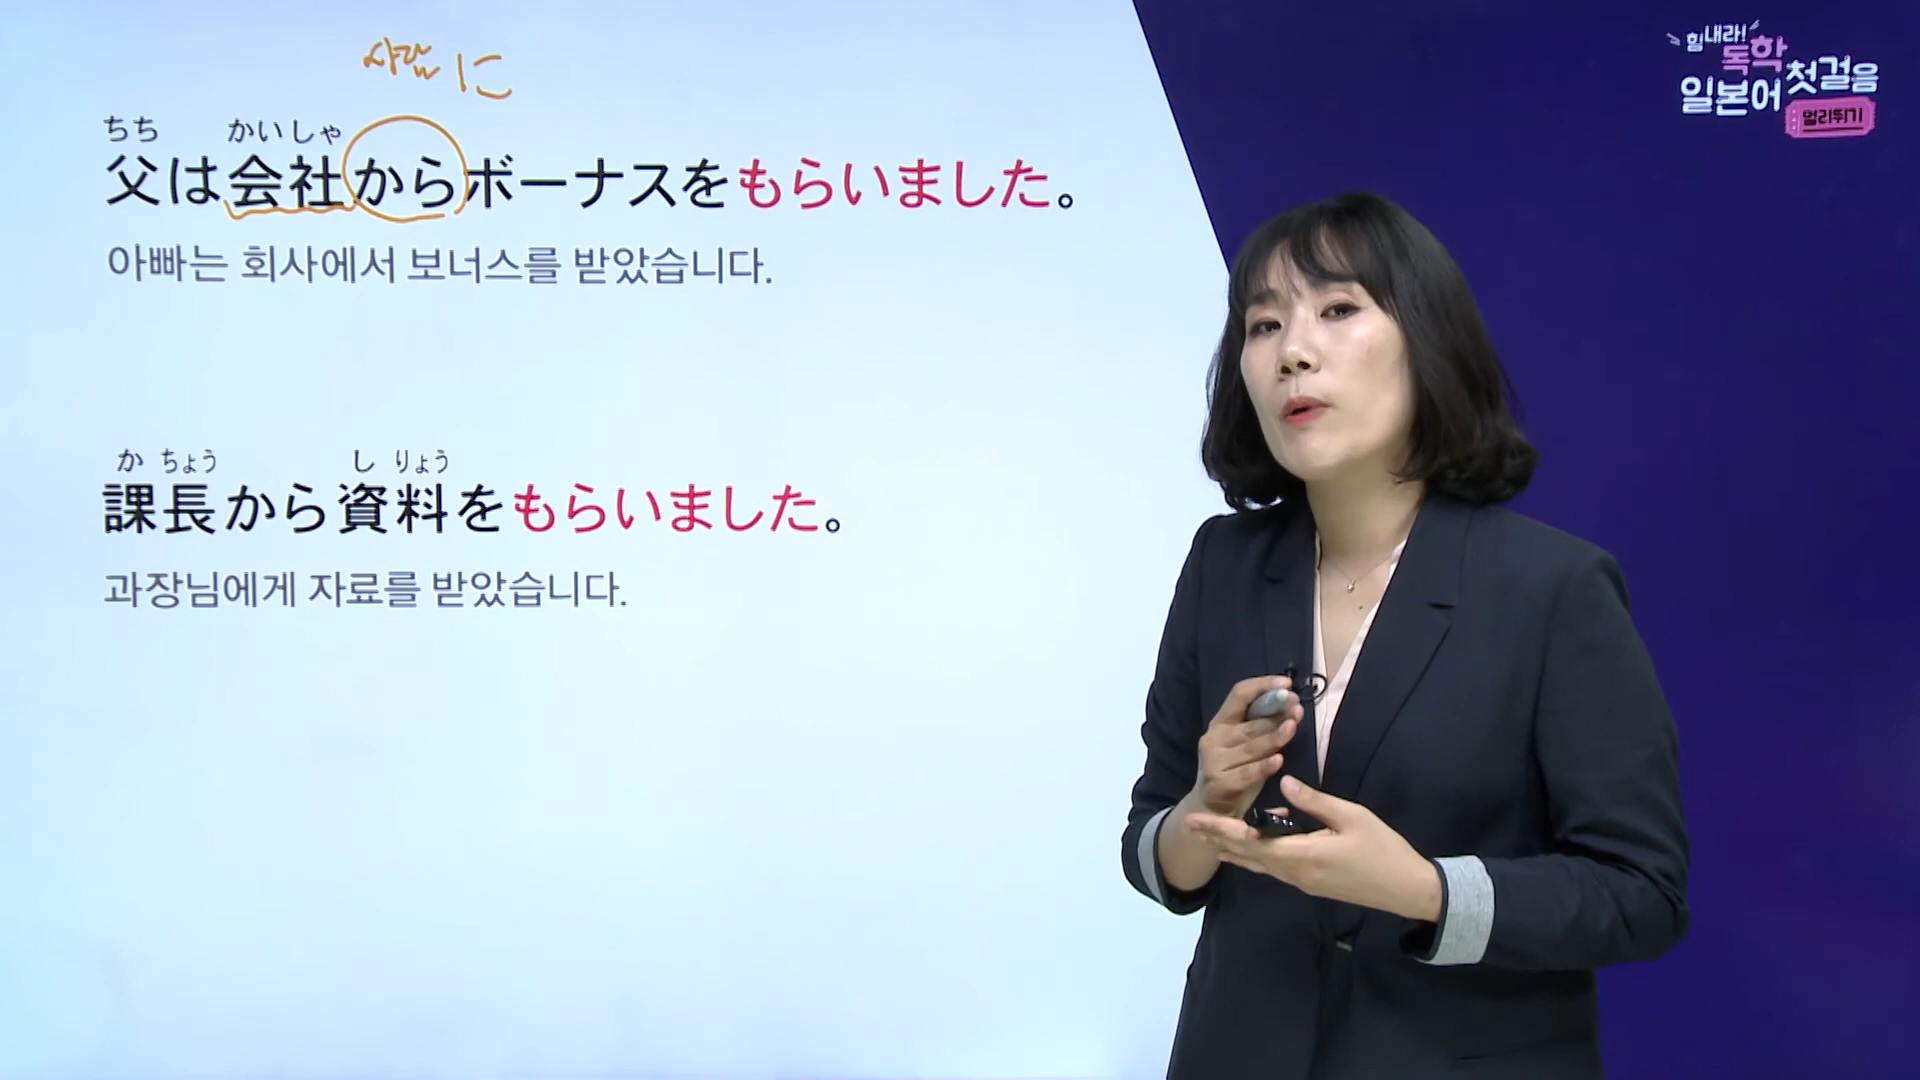 사람 に
ちち かいしゃ
父は会社からボーナスをもらいました。
아빠는 회사에서 보너스를 받았습니다.
か ちょう し りょう
課長から資料をもらいました。
과장님에게 자료를 받았습니다.
힘내라!
독학
일본어 첫걸음
멀리뛰기